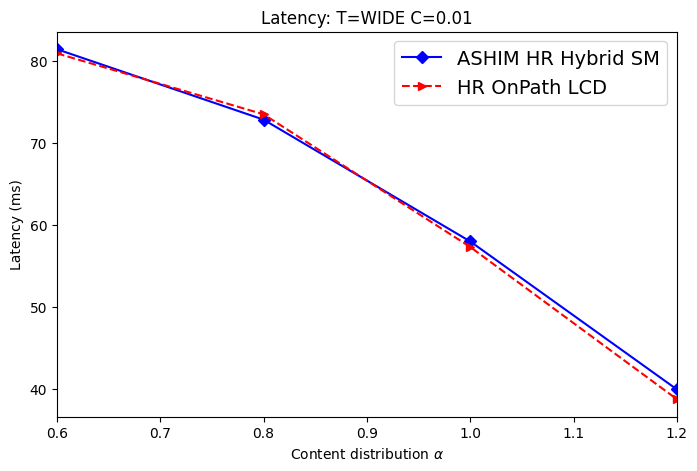 Latency: T=WIDE C=0.01
ASHIM HR Hybrid SM
HR OnPath LCD
Latency (ms)
80
70
60
50
40
0.6 0.7 0.8 0.9 1.0 1.1 1.2
Content distribution α